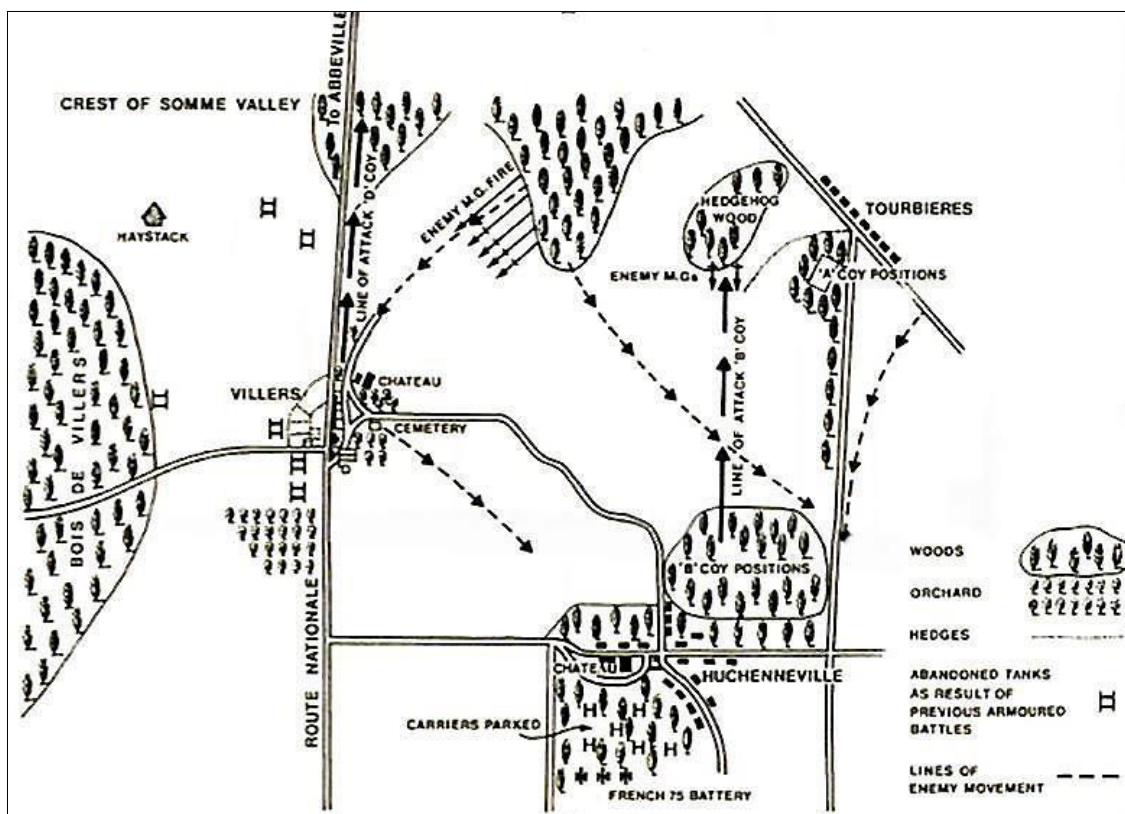 TO ABBEVILLE
CREST OF SOMME VALLEY
HAYSTACK
ENEMY M.G. FIRE
LINE OF ATTACK 'D' COY
HEDGEHOG
WOOD
TOURBIERES
ENEMY M.Gs
'A' COY POSITIONS
BOIS DE VILLERS
VILLERS
CHATEAU
CEMETERY
LINE OF ATTACK 'B' COY
'B' COY POSITIONS
ROUTE NATIONALE
CHATEAU
HUCHENNEVILLE
CARRIERS PARKED
H H H H H H H
FRENCH 75 BATTERY
WOODS
ORCHARD
HEDGES
ABANDONED TANKS
AS RESULT OF
PREVIOUS ARMOURED
BATTLES
LINES OF
ENEMY MOVEMENT